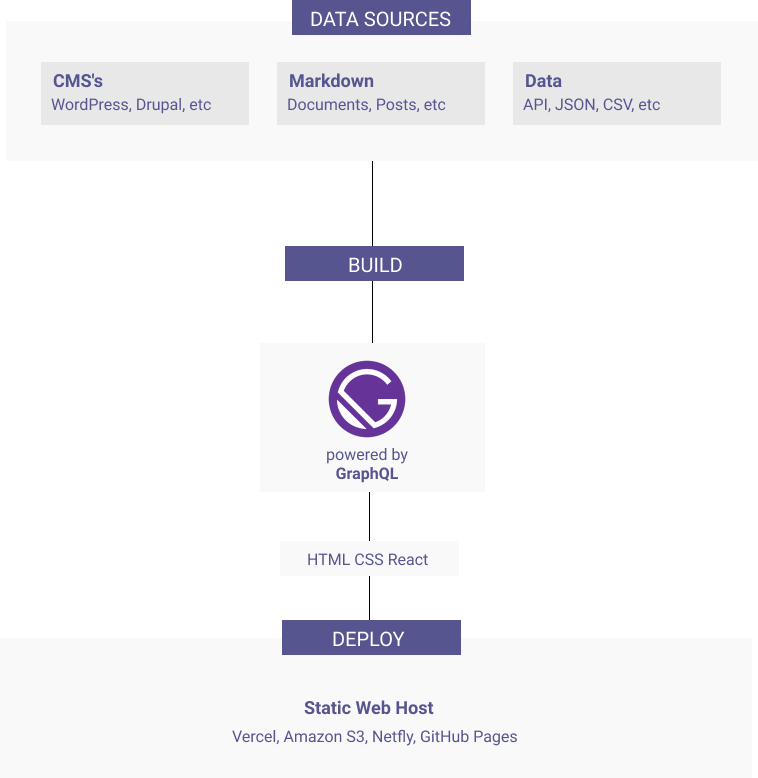 DATA SOURCES
CMS's
WordPress, Drupal, etc
Markdown
Documents, Posts, etc
Data
API, JSON, CSV, etc
BUILD
powered by
GraphQL
HTML CSS React
DEPLOY
Static Web Host
Vercel, Amazon S3, Netfly, GitHub Pages